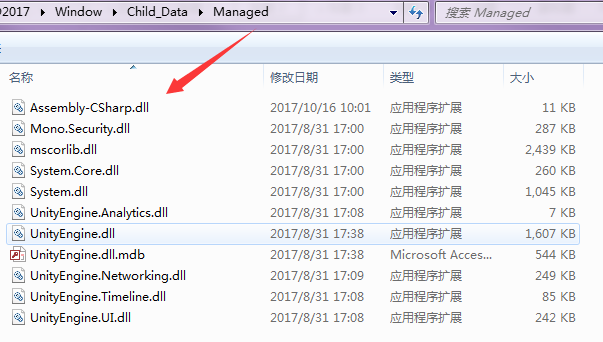 2017 Window Child_Data Managed 搜索 Managed
名称 修改日期 类型 大小
Assembly-CSharp.dll 2017/10/16 10:01 应用程序扩展 11 KB
Mono.Security.dll 2017/8/31 17:00 应用程序扩展 287 KB
mscorlib.dll 2017/8/31 17:00 应用程序扩展 2,439 KB
System.Core.dll 2017/8/31 17:00 应用程序扩展 260 KB
System.dll 2017/8/31 17:00 应用程序扩展 1,045 KB
UnityEngine.Analytics.dll 2017/8/31 17:08 应用程序扩展 7 KB
UnityEngine.dll 2017/8/31 17:38 应用程序扩展 1,607 KB
UnityEngine.dll.mdb 2017/8/31 17:38 Microsoft Acces... 544 KB
UnityEngine.Networking.dll 2017/8/31 17:09 应用程序扩展 249 KB
UnityEngine.Timeline.dll 2017/8/31 17:08 应用程序扩展 85 KB
UnityEngine.UI.dll 2017/8/31 17:08 应用程序扩展 242 KB